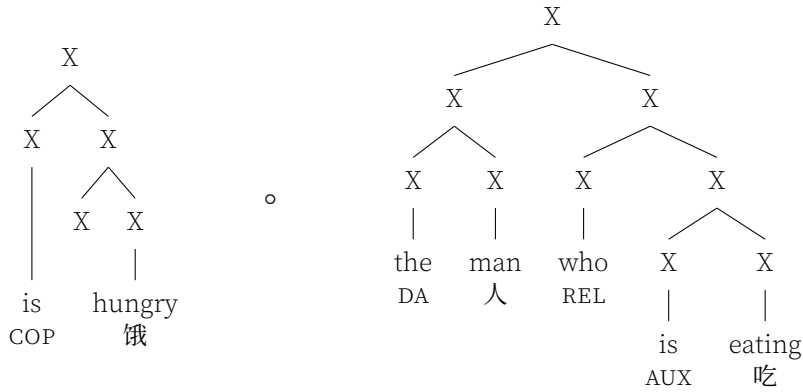 X
X
X X
X X
X X
X X
X X X X
the man who X X
DA 人 REL
is hungry
COP 饿
is eating
AUX 吃